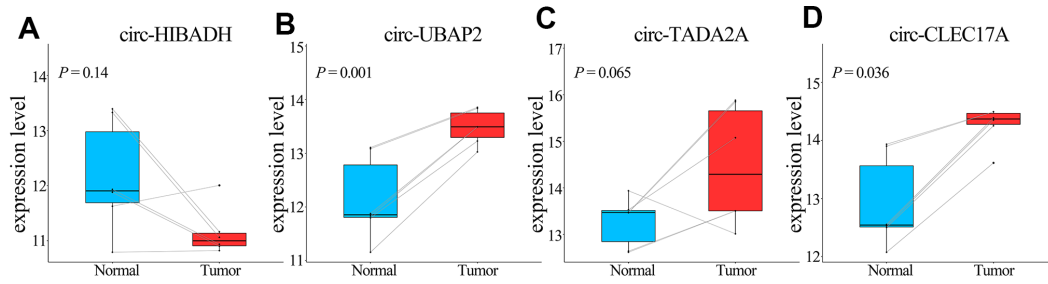 A
circ-HIBADH
P = 0.14
expression level
14
13
12
11
Normal
Tumor
B
circ-UBAP2
P = 0.001
expression level
15
14
13
12
11
Normal
Tumor
C
circ-TADA2A
P = 0.065
expression level
17
16
15
14
13
Normal
Tumor
D
circ-CLEC17A
P = 0.036
expression level
15
14
13
12
Normal
Tumor